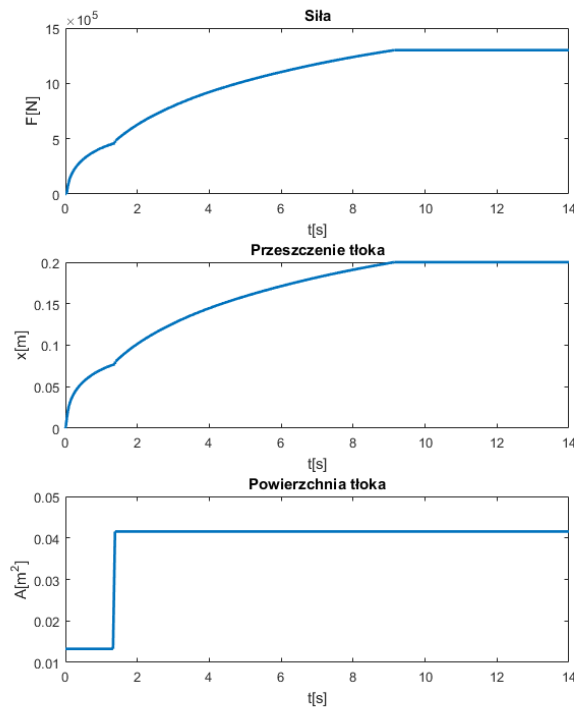 Siła
×10^5
15
10
5
0
F[N]
0 2 4 6 8 10 12 14
t[s]
Przeszczenie tłoka
0.2
0.15
0.1
0.05
0
x[m]
0 2 4 6 8 10 12 14
t[s]
Powierzchnia tłoka
0.05
0.04
0.03
0.02
0.01
A[m²]
0 2 4 6 8 10 12 14
t[s]